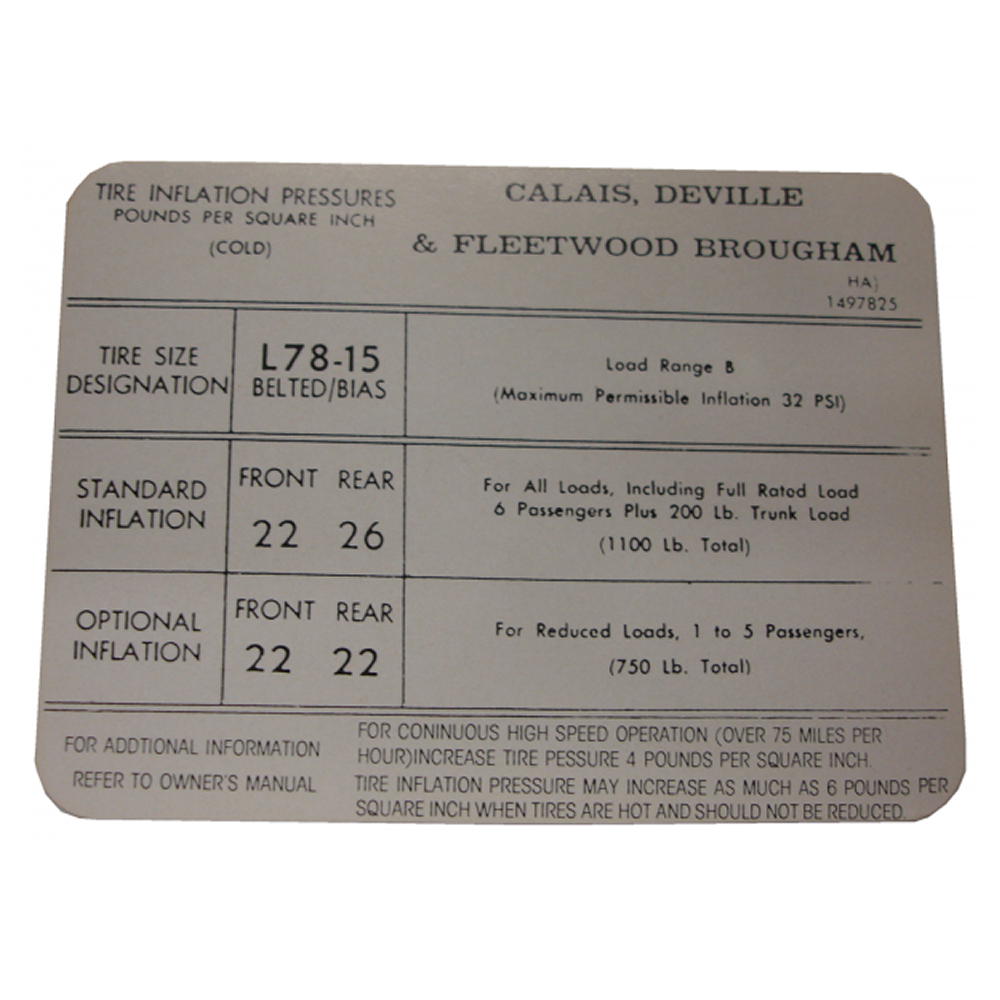 TIRE INFLATION PRESSURES
POUNDS PER SQUARE INCH
(COLD)
CALAIS, DEVILLE
& FLEETWOOD BROUGHAM
HA)
1497825
TIRE SIZE
DESIGNATION
L78-15
BELTED/BIAS
Load Range B
(Maximum Permissible Inflation 32 PSI)
STANDARD
INFLATION
FRONT REAR
22 26
For All Loads, Including Full Rated Load
6 Passengers Plus 200 Lb. Trunk Load
(1100 Lb. Total)
OPTIONAL
INFLATION
FRONT REAR
22 22
For Reduced Loads, 1 to 5 Passengers,
(750 Lb. Total)
FOR ADDTIONAL INFORMATION
REFER TO OWNER'S MANUAL
FOR CONINUOUS HIGH SPEED OPERATION (OVER 75 MILES PER
HOUR)INCREASE TIRE PESSURE 4 POUNDS PER SQUARE INCH.
TIRE INFLATION PRESSURE MAY INCREASE AS MUCH AS 6 POUNDS PER
SQUARE INCH WHEN TIRES ARE HOT AND SHOULD NOT BE REDUCED.